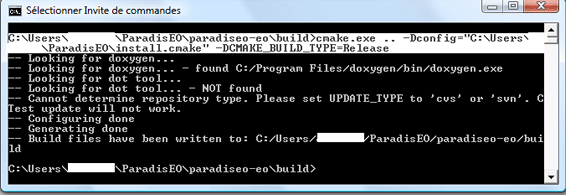 Sélectionner Invite de commandes
C:\Users\ \ParadisEO\paradiseo-eo\build>cmake.exe .. -Dconfig="C:\Users\
\ParadisEO\install.cmake" -DCMAKE_BUILD_TYPE=Release
-- Looking for doxygen...
-- Looking for doxygen... - found C:/Program Files/doxygen/bin/doxygen.exe
-- Looking for dot tool...
-- Looking for dot tool... - NOT found
-- Cannot determine repository type. Please set UPDATE_TYPE to 'cvs' or 'svn'. C
Test update will not work.
-- Configuring done
-- Generating done
-- Build files have been written to: C:/Users/ /ParadisEO/paradiseo-eo/bui
ld
C:\Users\ \ParadisEO\paradiseo-eo\build>